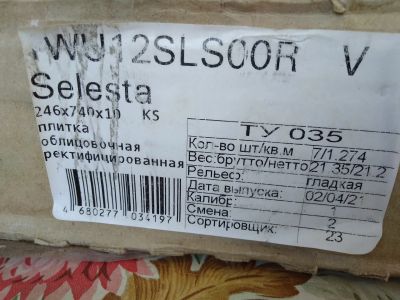 TWU12SLS00R V
Selesta
246x740x10 KS
плитка
облицовочная
ректифицированная
4 680277 034197
ТУ 035
Кол-во шт/кв.м 7/1.274
Вес:брутто/нетто 21.35/21.2
Рельеф: гладкая
Дата выпуска: 02/04/21
Калибр: 1
Смена: 2
Сортировщик: 23